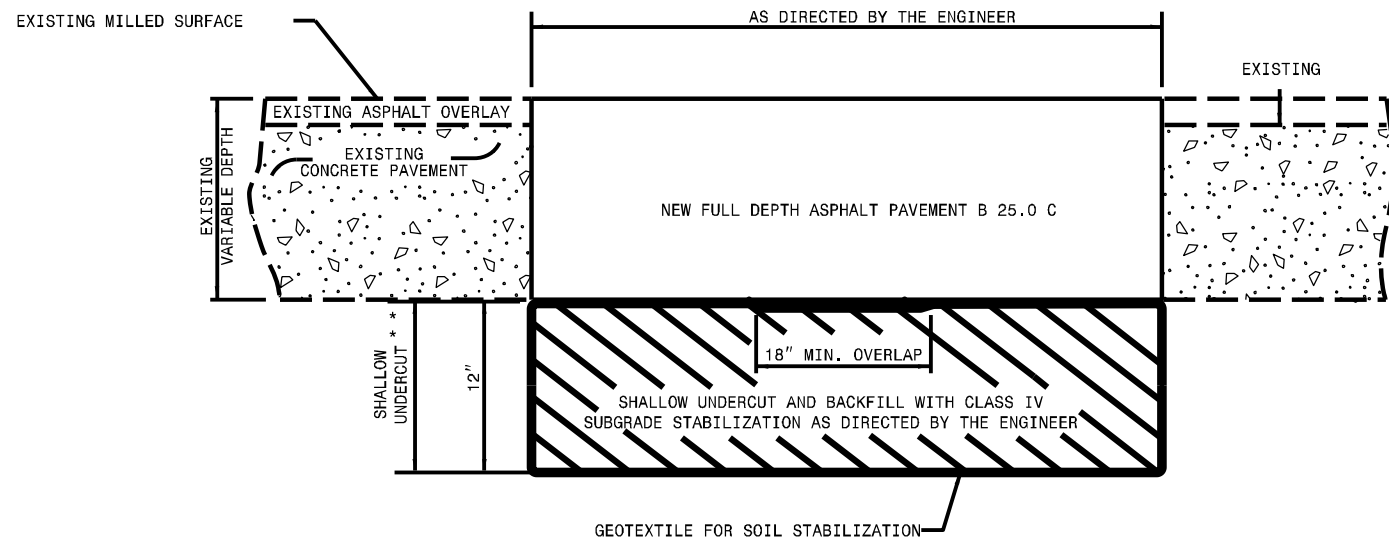 EXISTING MILLED SURFACE
AS DIRECTED BY THE ENGINEER
EXISTING
EXISTING ASPHALT OVERLAY
EXISTING
CONCRETE PAVEMENT
EXISTING
VARIABLE DEPTH
NEW FULL DEPTH ASPHALT PAVEMENT B 25.0 C
SHALLOW
UNDERCUT * *
12"
18" MIN. OVERLAP
SHALLOW UNDERCUT AND BACKFILL WITH CLASS IV
SUBGRADE STABILIZATION AS DIRECTED BY THE ENGINEER
GEOTEXTILE FOR SOIL STABILIZATION